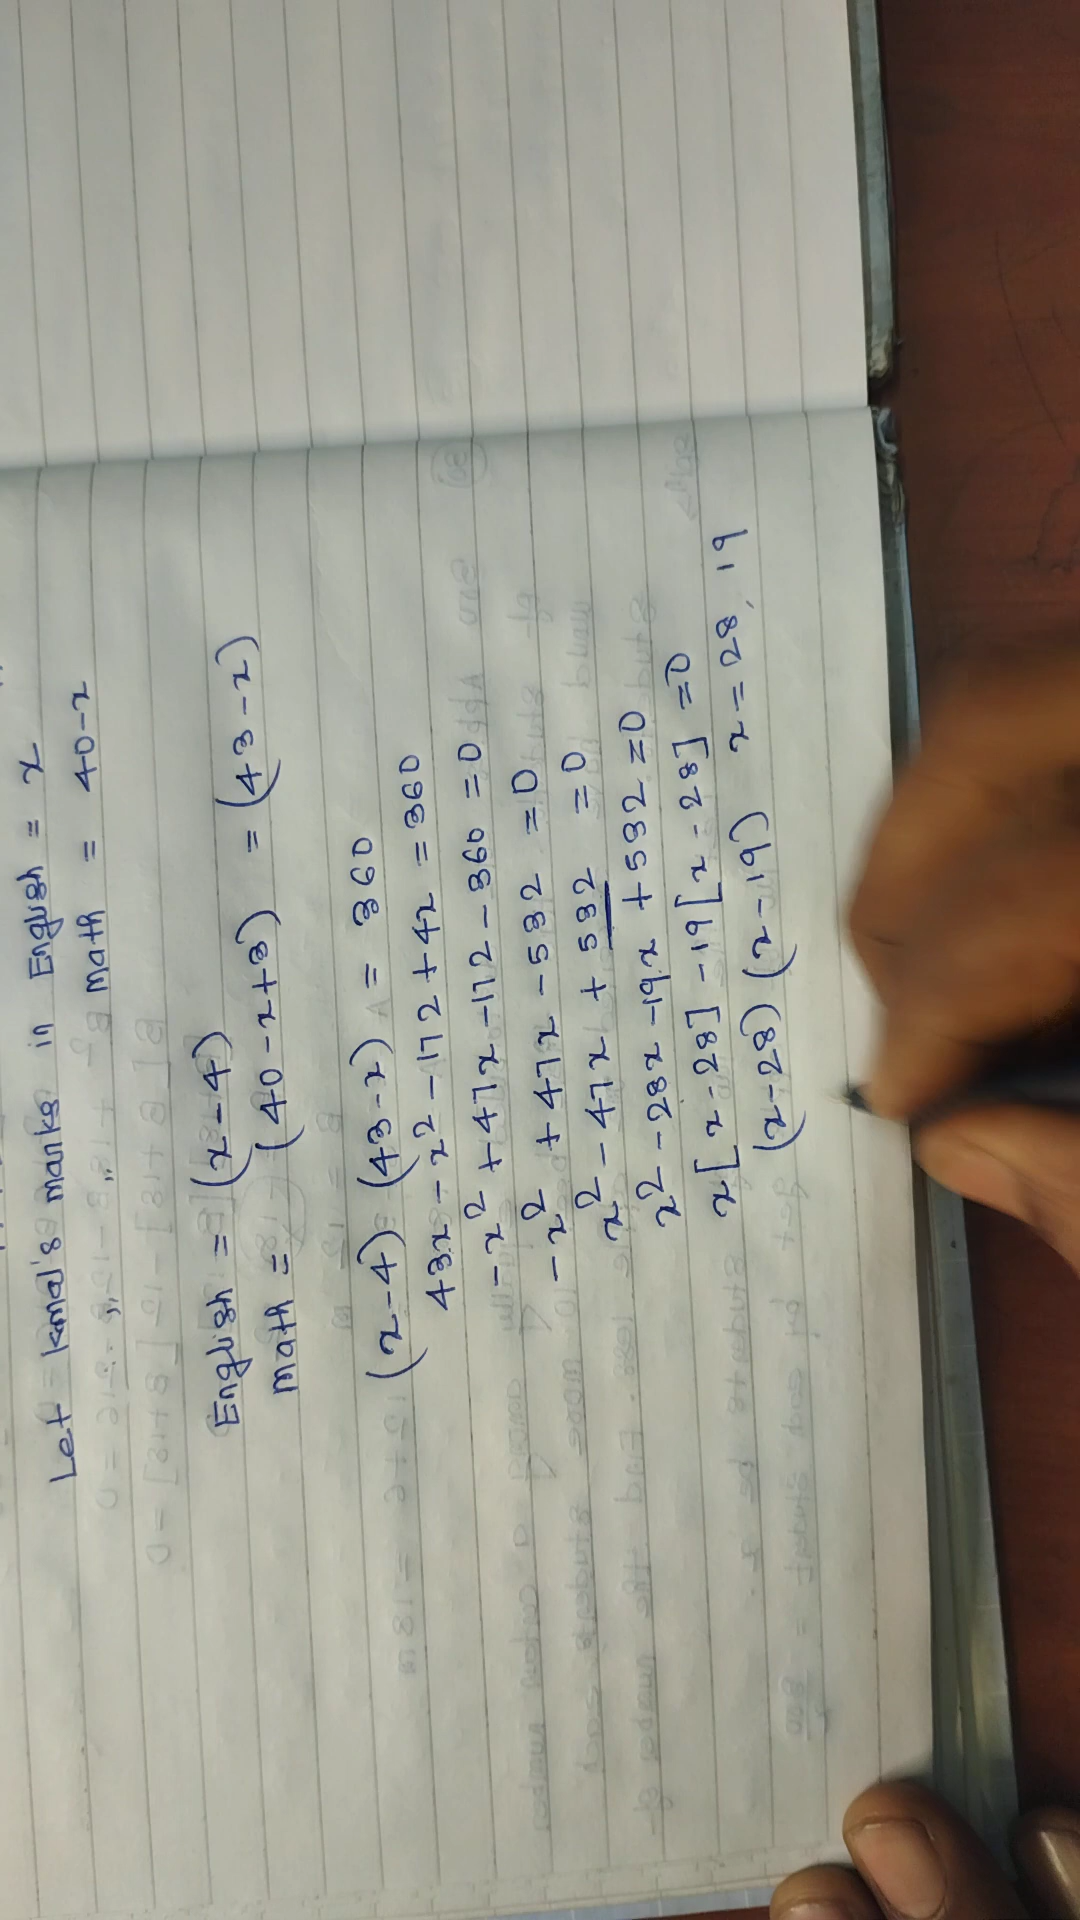 Let kamal's marks in English = x
math = 40-x
English = (x-4)
math = (40-x+3) = (43-x)
(x-4) (43-x) = 360
43x-x²-172+4x = 360
-x²+47x-172-360 = 0
-x²+47x-532 = 0
x²-47x+532 = 0
x²-28x-19x+532 = 0
x[x-28]-19[x-28] = 0
(x-28) (x-19) x = 28, 19